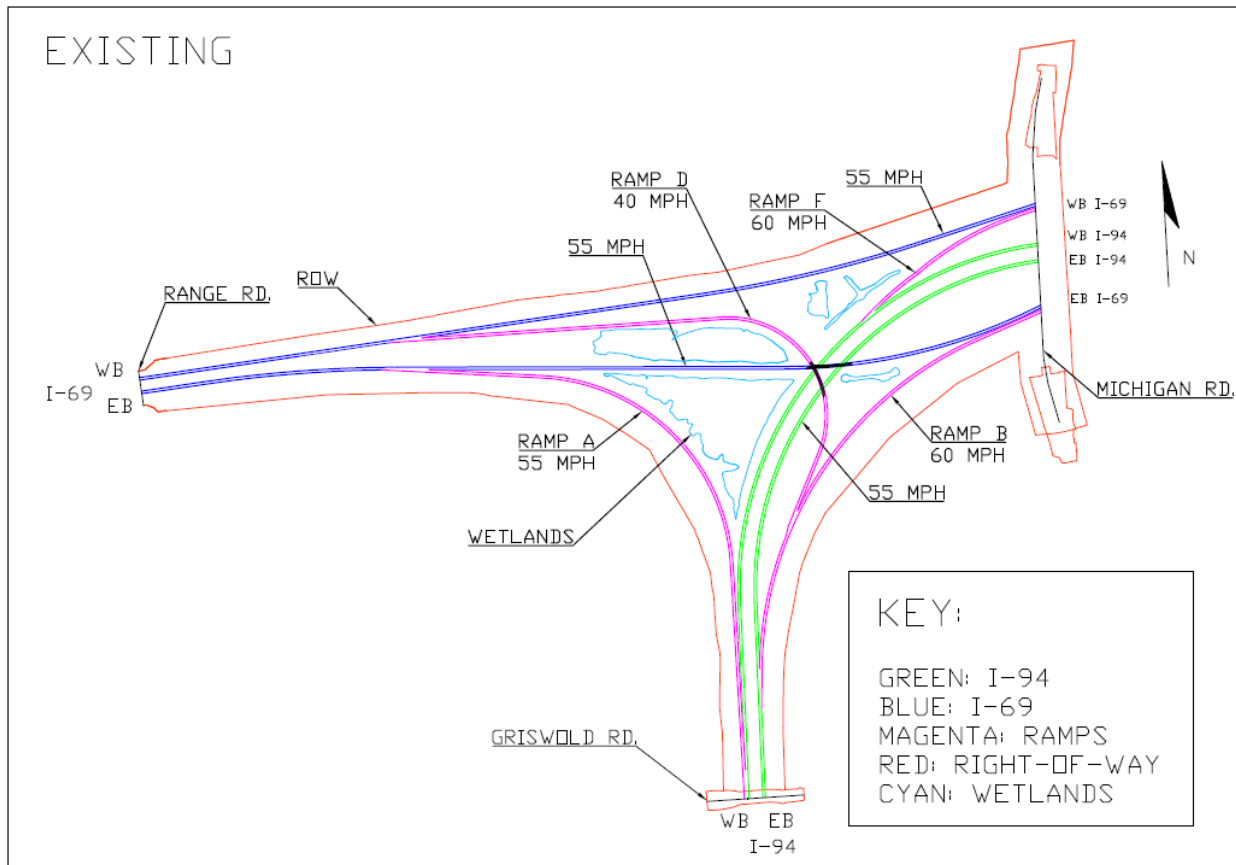 EXISTING
RAMP D
40 MPH
55 MPH
RAMP F
60 MPH
55 MPH
WB I-69
WB I-94
EB I-94
EB I-69
N
ROW
RANGE RD.
WB
I-69
EB
MICHIGAN RD.
RAMP A
55 MPH
RAMP B
60 MPH
55 MPH
WETLANDS
GRISWOLD RD.
WB EB
I-94
KEY:
GREEN: I-94
BLUE: I-69
MAGENTA: RAMPS
RED: RIGHT-OF-WAY
CYAN: WETLANDS